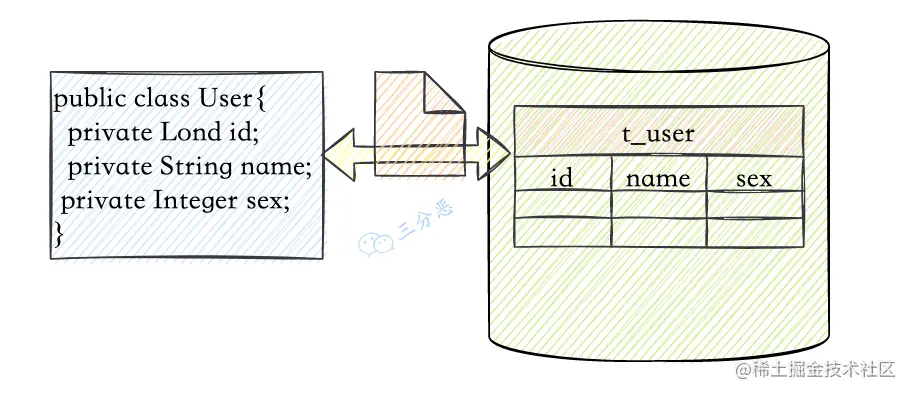 public class User{
private Lond id;
private String name;
private Integer sex;
}
三分恶
t_user
id name sex
@稀土掘金技术社区